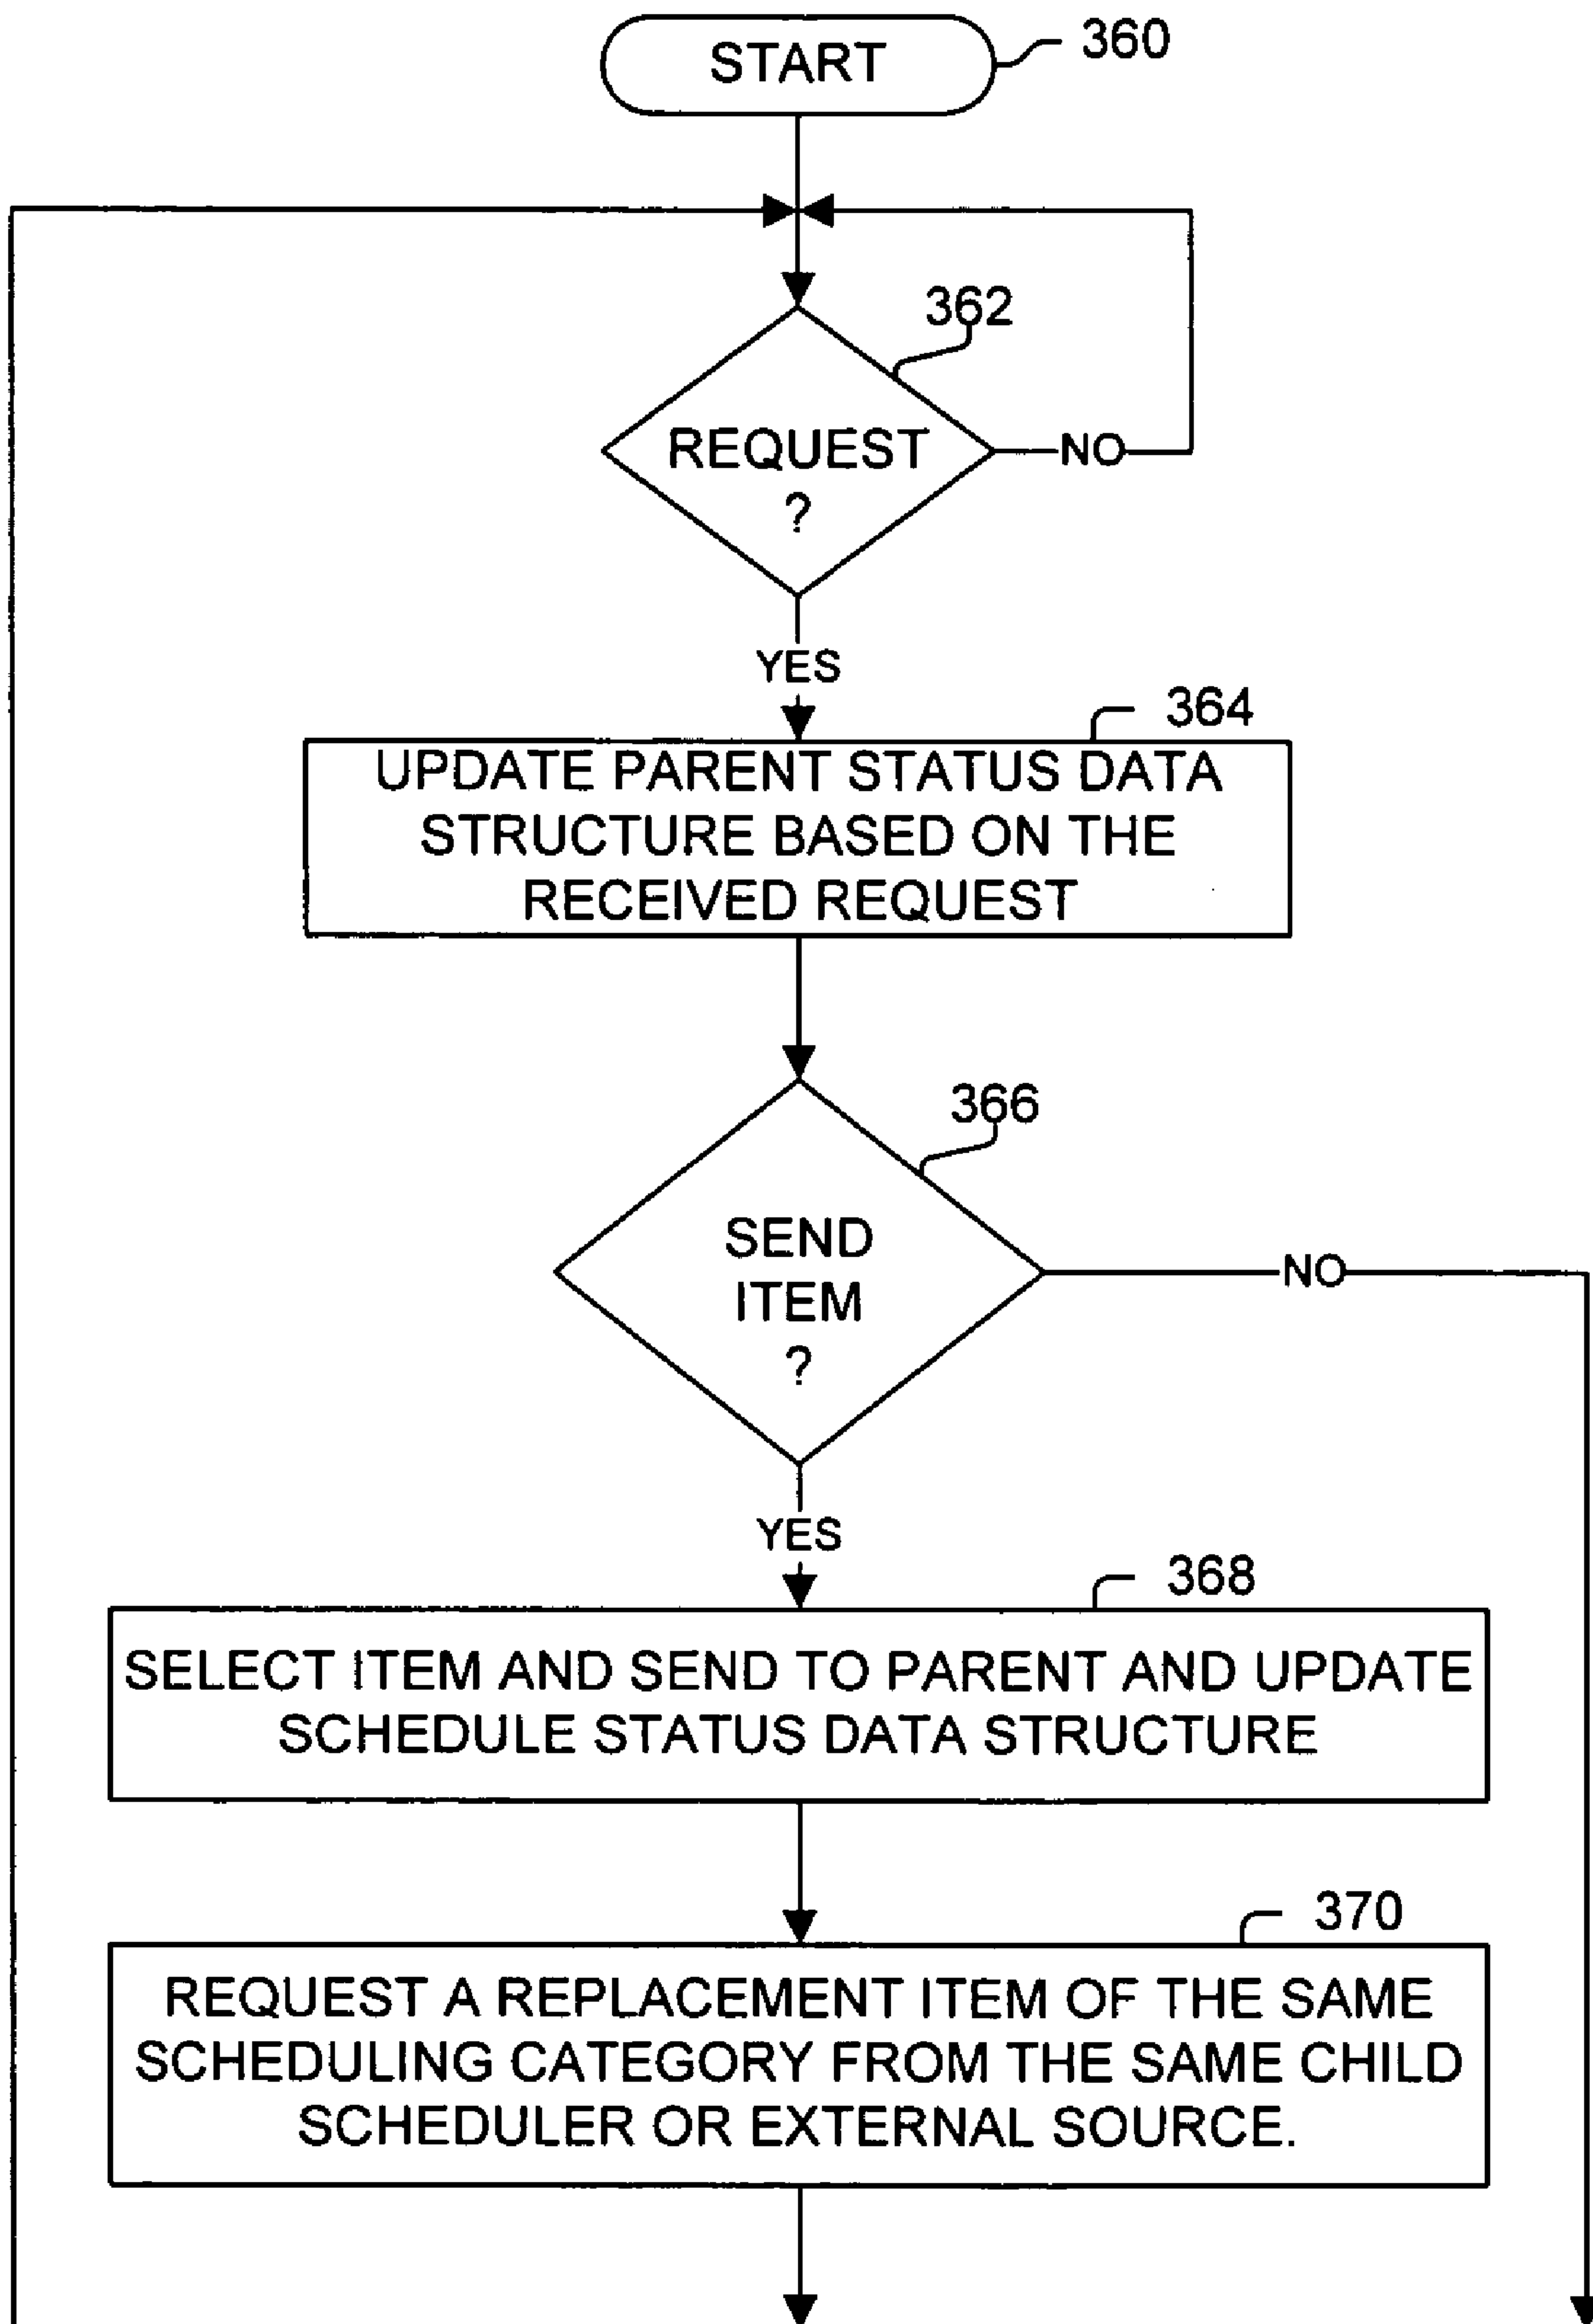 START
360
362
REQUEST
?
NO
YES
364
UPDATE PARENT STATUS DATA
STRUCTURE BASED ON THE
RECEIVED REQUEST
366
SEND
ITEM
?
NO
YES
368
SELECT ITEM AND SEND TO PARENT AND UPDATE
SCHEDULE STATUS DATA STRUCTURE
370
REQUEST A REPLACEMENT ITEM OF THE SAME
SCHEDULING CATEGORY FROM THE SAME CHILD
SCHEDULER OR EXTERNAL SOURCE.